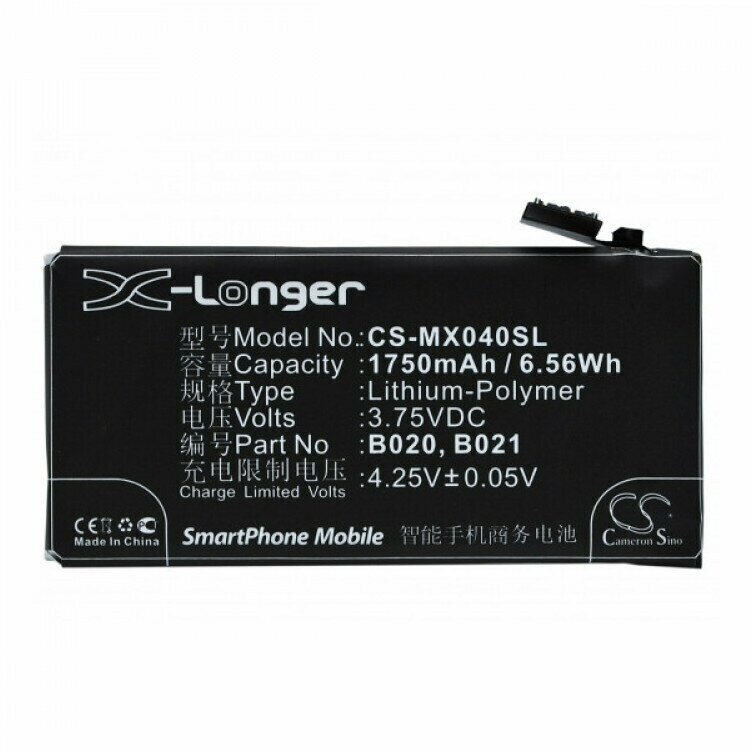 X-Longer
型号Model No.:CS-MX040SL
容量Capacity :1750mAh / 6.56Wh
规格Type :Lithium-Polymer
电压Volts :3.75VDC
编号Part No :B020, B021
充电限制电压:4.25V±0.05V
Charge Limited Volts
CE
Made In China
SmartPhone Mobile 智能手机商务电池
CS
Cameron Sino